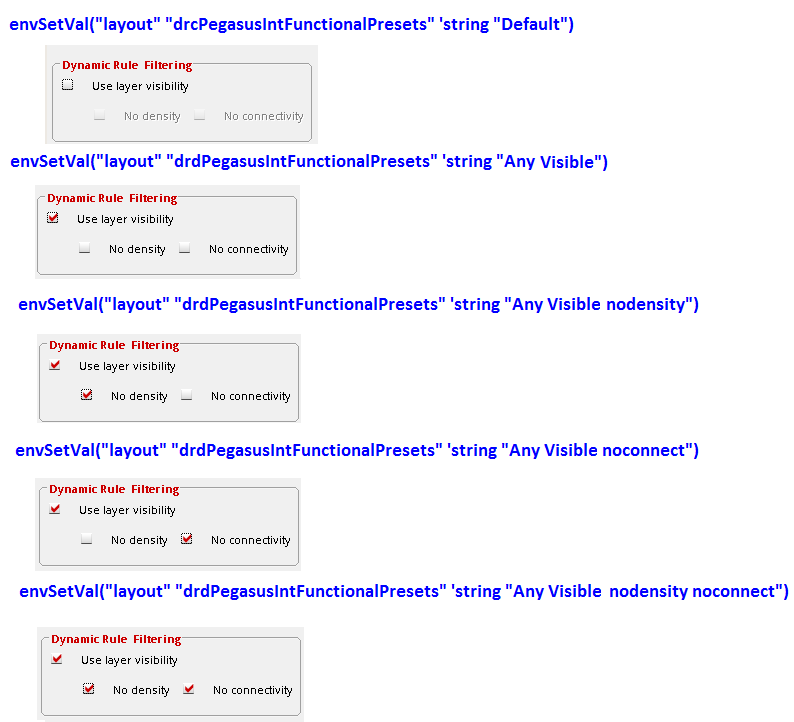 envSetVal("layout" "drcPegasusIntFunctionalPresets" 'string "Default")
Dynamic Rule Filtering
Use layer visibility
No density No connectivity
envSetVal("layout" "drdPegasusIntFunctionalPresets" 'string "Any Visible")
Dynamic Rule Filtering
Use layer visibility
No density No connectivity
envSetVal("layout" "drdPegasusIntFunctionalPresets" 'string "Any Visible nodensity")
Dynamic Rule Filtering
Use layer visibility
No density No connectivity
envSetVal("layout" "drdPegasusIntFunctionalPresets" 'string "Any Visible noconnect")
Dynamic Rule Filtering
Use layer visibility
No density No connectivity
envSetVal("layout" "drdPegasusIntFunctionalPresets" 'string "Any Visible nodensity noconnect")
Dynamic Rule Filtering
Use layer visibility
No density No connectivity